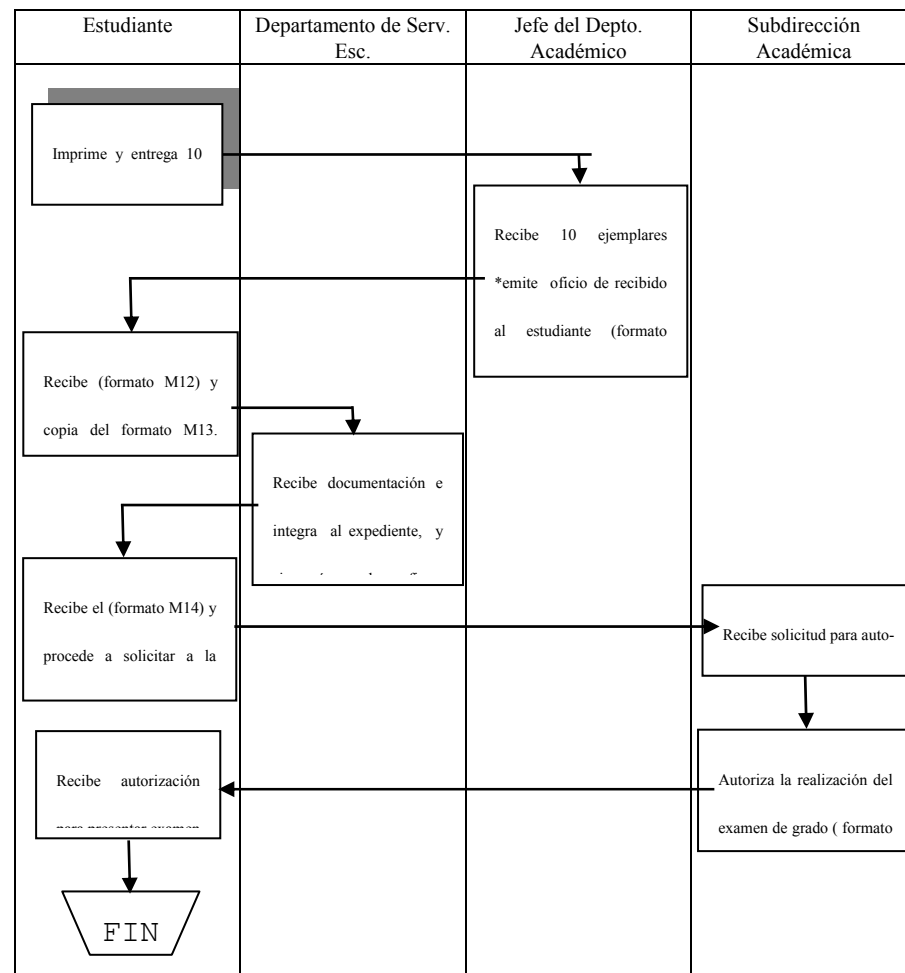 Estudiante
Departamento de Serv.
Esc.
Jefe del Depto.
Académico
Subdirección
Académica
Imprime y entrega 10
Recibe 10 ejemplares
*emite oficio de recibido
al estudiante (formato
Recibe (formato M12) y
copia del formato M13.
Recibe documentación e
integra al expediente, y
Recibe el (formato M14) y
procede a solicitar a la
Recibe solicitud para auto-
Autoriza la realización del
examen de grado ( formato
Recibe autorización
para presentar examen
FIN